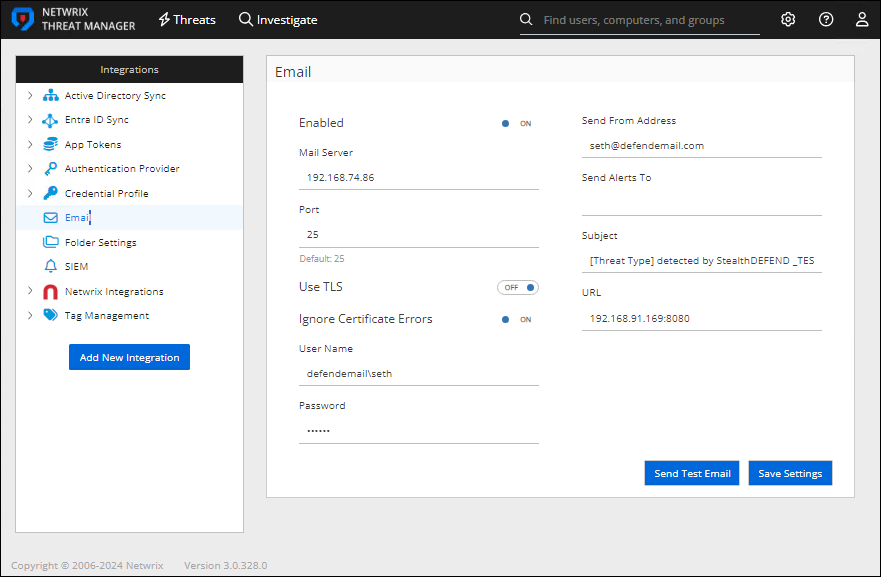 NETWRIX
THREAT MANAGER
Threats
Investigate
Find users, computers, and groups
Integrations
Active Directory Sync
Entra ID Sync
App Tokens
Authentication Provider
Credential Profile
Email
Folder Settings
SIEM
Netwrix Integrations
Tag Management
Add New Integration
Email
Enabled
ON
Mail Server
192.168.74.86
Port
25
Default: 25
Use TLS
OFF
Ignore Certificate Errors
ON
User Name
defendemail\seth
Password
••••••
Send From Address
seth@defendemail.com
Send Alerts To
Subject
[Threat Type] detected by StealthDEFEND _TES
URL
192.168.91.169:8080
Send Test Email
Save Settings
Copyright © 2006-2024 Netwrix
Version 3.0.328.0